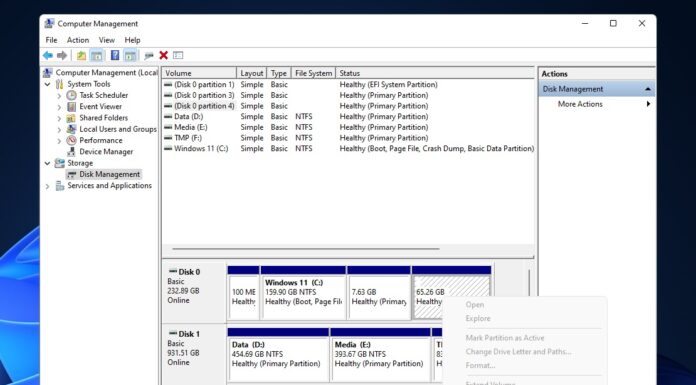 Computer Management
File Action View Help
Computer Management (Local
System Tools
Task Scheduler
Event Viewer
Shared Folders
Local Users and Groups
Performance
Device Manager
Storage
Disk Management
Services and Applications
Volume Layout Type File System Status
(Disk 0 partition 1) Simple Basic Healthy (EFI System Partition)
(Disk 0 partition 3) Simple Basic Healthy (Primary Partition)
(Disk 0 partition 4) Simple Basic Healthy (Primary Partition)
Data (D:) Simple Basic NTFS Healthy (Primary Partition)
Media (E:) Simple Basic NTFS Healthy (Primary Partition)
TMP (F:) Simple Basic NTFS Healthy (Primary Partition)
Windows 11 (C:) Simple Basic NTFS Healthy (Boot, Page File, Crash Dump, Basic Data Partition)
Actions
Disk Management
More Actions
Disk 0
Basic
232.89 GB
Online
100 ME
Healthy
Windows 11 (C:)
159.90 GB NTFS
Healthy (Boot, Page Fil
7.63 GB
Healthy (Primary
65.26 GB
Healthy
Disk 1
Basic
931.51 GB
Online
Data (D:)
454.69 GB NTFS
Healthy (Primary Partition)
Media (E:)
393.67 GB NTFS
Healthy (Primary Partition)
Open
Explore
Mark Partition as Active
Change Drive Letter and Paths...
Format...
Extend Volume